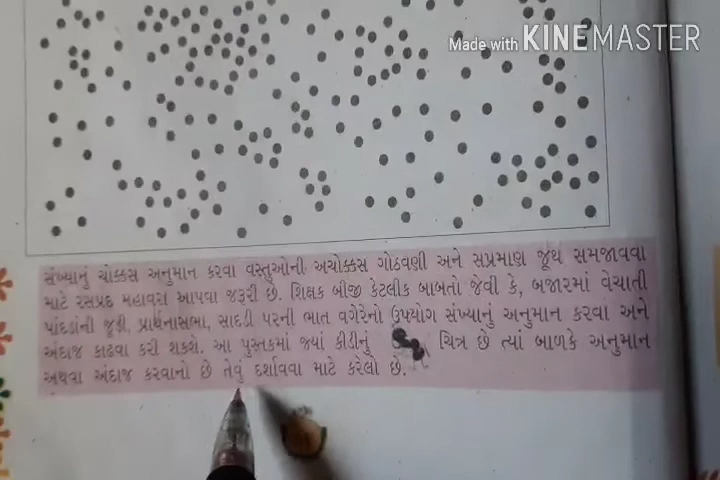 Made with KINEMASTER
સંખ્યાનું ચોક્કસ અનુમાન કરવા વસ્તુઓની અચોક્કસ ગોઠવણી અને સપ્રમાણ જૂથ સમજાવવા
માટે રસપ્રદ મહાવરા આપવા જરૂરી છે. શિક્ષક બીજી કેટલીક બાબતો જેવી કે, બજારમાં વેચાતી
પાંદડાંની જૂડી, પ્રાર્થનાસભા, સાદડી પરની ભાત વગેરેનો ઉપયોગ સંખ્યાનું અનુમાન કરવા અને
અંદાજ કાઢવા કરી શકશે. આ પુસ્તકમાં જ્યાં કીડીનું ચિત્ર છે ત્યાં બાળકે અનુમાન
અથવા અંદાજ કરવાનો છે તેવું દર્શાવવા માટે કરેલો છે.